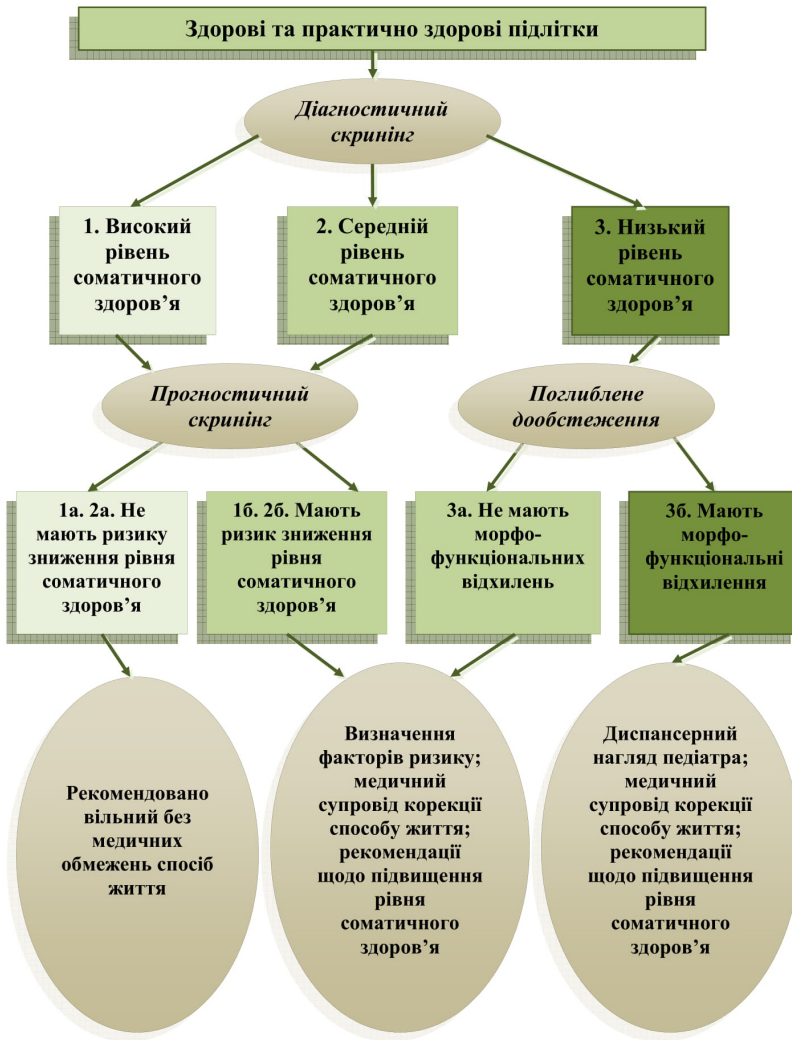 Здорові та практично здорові підлітки
Діагностичний
скринінг
1. Високий
рівень
соматичного
здоров’я
2. Середній
рівень
соматичного
здоров’я
3. Низький
рівень
соматичного
здоров’я
Прогностичний
скринінг
Поглиблене
дообстеження
1а. 2а. Не
мають ризику
зниження рівня
соматичного
здоров’я
1б. 2б. Мають
ризик зниження
рівня
соматичного
здоров’я
3а. Не мають
морфо-
функціональних
відхилень
3б. Мають
морфо-
функціональні
відхилення
Рекомендовано
вільний без
медичних
обмежень спосіб
життя
Визначення
факторів ризику;
медичний
супровід корекції
способу життя;
рекомендації
щодо підвищення
рівня
соматичного
здоров’я
Диспансерний
нагляд педіатра;
медичний
супровід корекції
способу життя;
рекомендації
щодо підвищення
рівня
соматичного
здоров’я